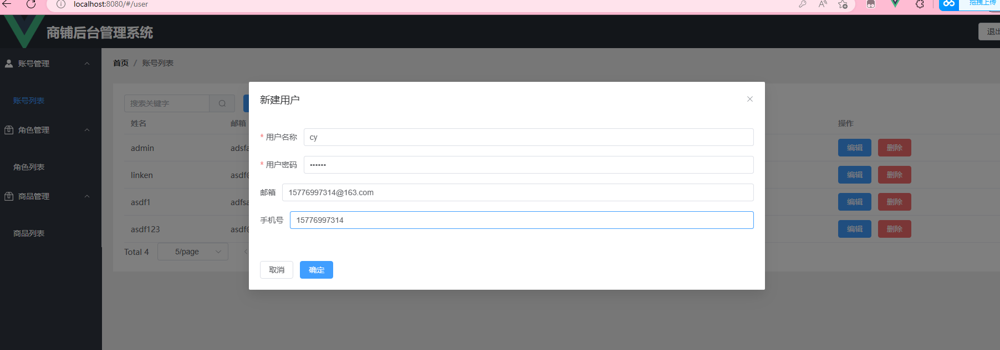 localhost:8080/#/user
拖拽上传
商铺后台管理系统
退出
账号管理
账号列表
角色管理
角色列表
商品管理
商品列表
首页 / 账号列表
搜索关键字
姓名 邮箱 操作
admin adsfa 编辑 删除
linken asdf@ 编辑 删除
asdf1 adfsa 编辑 删除
asdf123 asdf@ 编辑 删除
Total 4 5/page
新建用户
* 用户名称 cy
* 用户密码 ••••••
邮箱 15776997314@163.com
手机号 15776997314
取消 确定